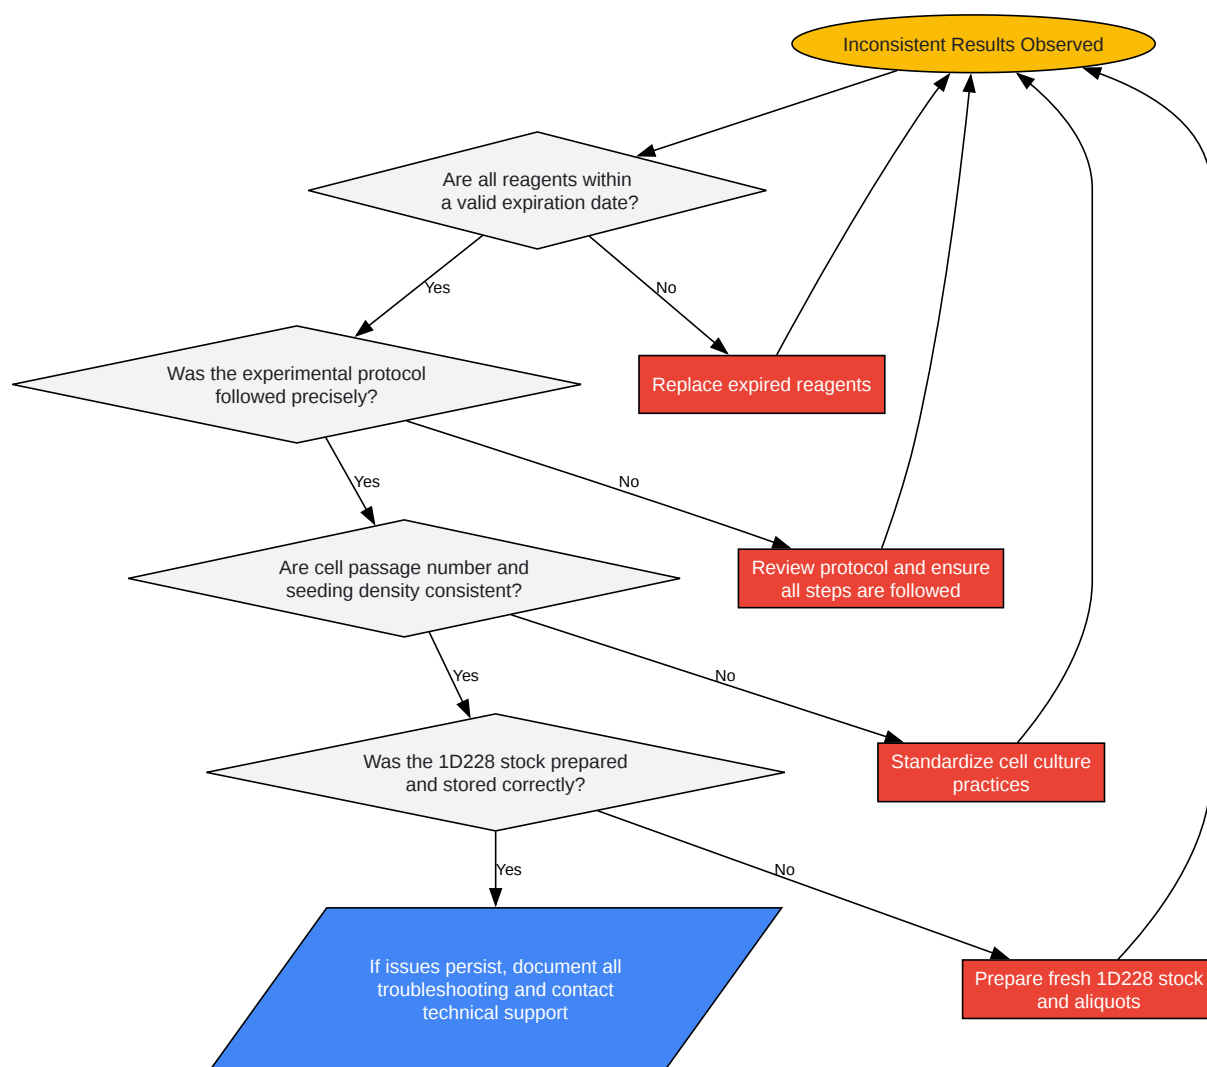 Inconsistent Results Observed
Are all reagents within
a valid expiration date?
Yes
No
Was the experimental protocol
followed precisely?
Replace expired reagents
Yes
No
Are cell passage number and
seeding density consistent?
Review protocol and ensure
all steps are followed
Yes
No
Was the 1D228 stock prepared
and stored correctly?
Standardize cell culture
practices
Yes
No
If issues persist, document all
troubleshooting and contact
technical support
Prepare fresh 1D228 stock
and aliquots